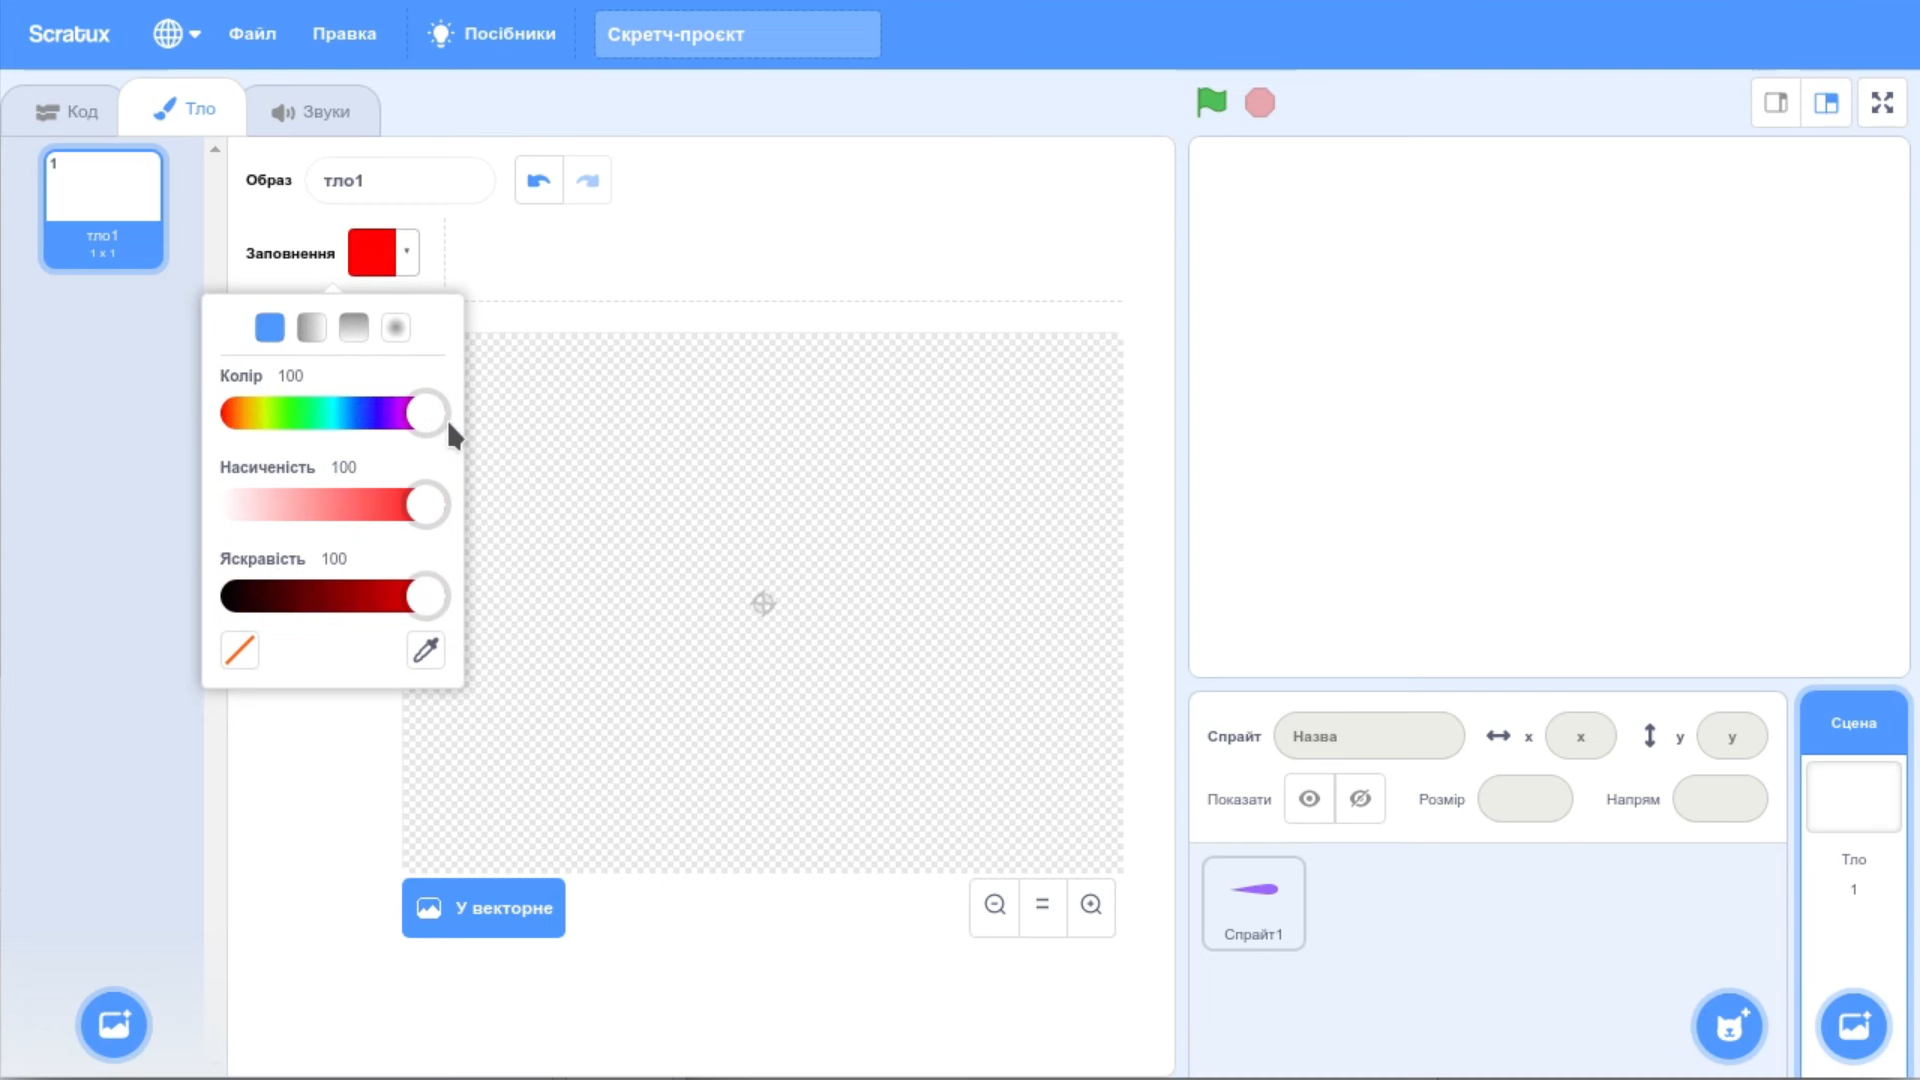 Scratux
Файл
Правка
Посібники
Скретч-проєкт
Код
Тло
Звуки
1
тло1
1 x 1
Образ
тло1
Заповнення
Колір 100
Насиченість 100
Яскравість 100
У векторне
Спрайт
Назва
x
x
y
y
Показати
Розмір
Напрям
Спрайт1
Сцена
Тло
1